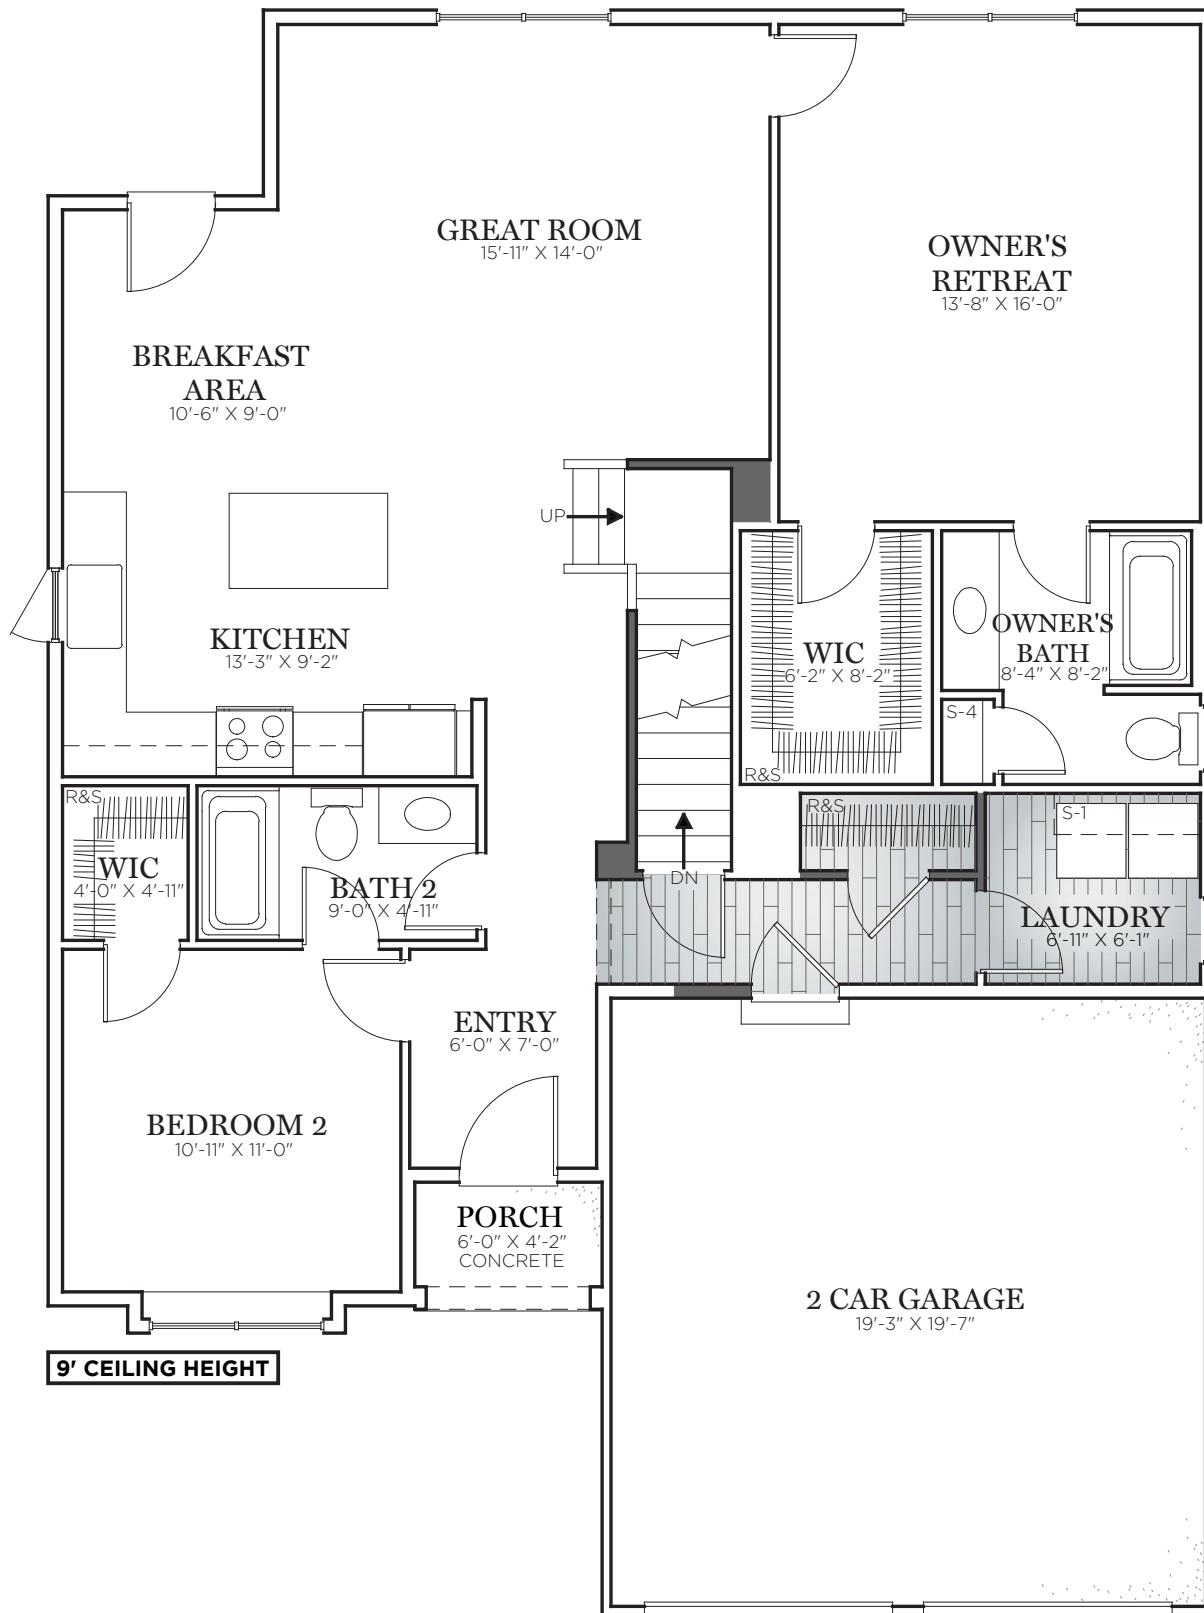 GREAT ROOM
15'-11" X 14'-0"
OWNER'S
RETREAT
13'-8" X 16'-0"
BREAKFAST
AREA
10'-6" X 9'-0"
UP
KITCHEN
13'-3" X 9'-2"
WIC
6'-2" X 8'-2"
R&S
OWNER'S
BATH
8'-4" X 8'-2"
S-4
R&S
WIC
4'-0" X 4'-11"
BATH 2
9'-0" X 4'-11"
DN
R&S
S-1
LAUNDRY
6'-11" X 6'-1"
ENTRY
6'-0" X 7'-0"
BEDROOM 2
10'-11" X 11'-0"
PORCH
6'-0" X 4'-2"
CONCRETE
2 CAR GARAGE
19'-3" X 19'-7"
9' CEILING HEIGHT